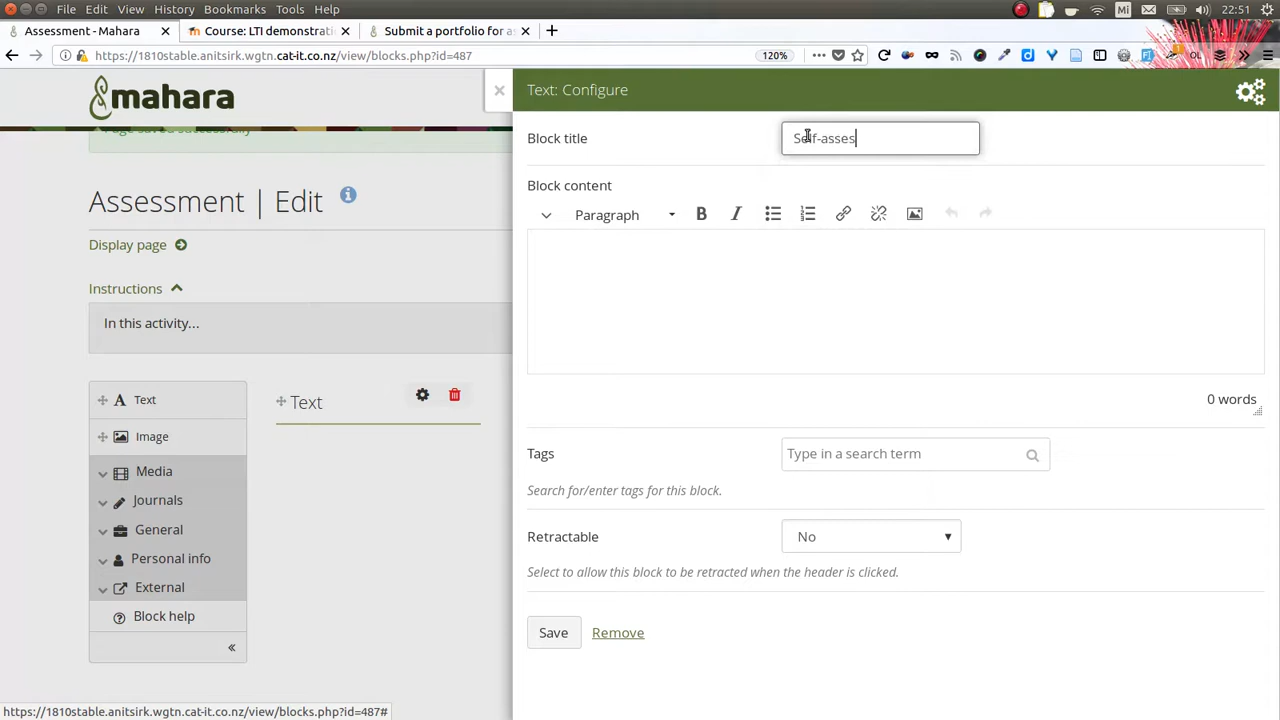 File Edit View History Bookmarks Tools Help
Mi
22:51
Assessment - Mahara
Course: LTI demonstrati
Submit a portfolio for as
https://1810stable.anitsirk.wgtn.cat-it.co.nz/view/blocks.php?id=487
120%
mahara
Page saved successfully
Assessment | Edit
Display page
Instructions
In this activity...
Text
Image
Media
Journals
General
Personal info
External
Block help
«
Text
Text: Configure
Block title
Self-asses
Block content
Paragraph
B I
0 words
Tags
Type in a search term
Search for/enter tags for this block.
Retractable
No
Select to allow this block to be retracted when the header is clicked.
Save
Remove
https://1810stable.anitsirk.wgtn.cat-it.co.nz/view/blocks.php?id=487#